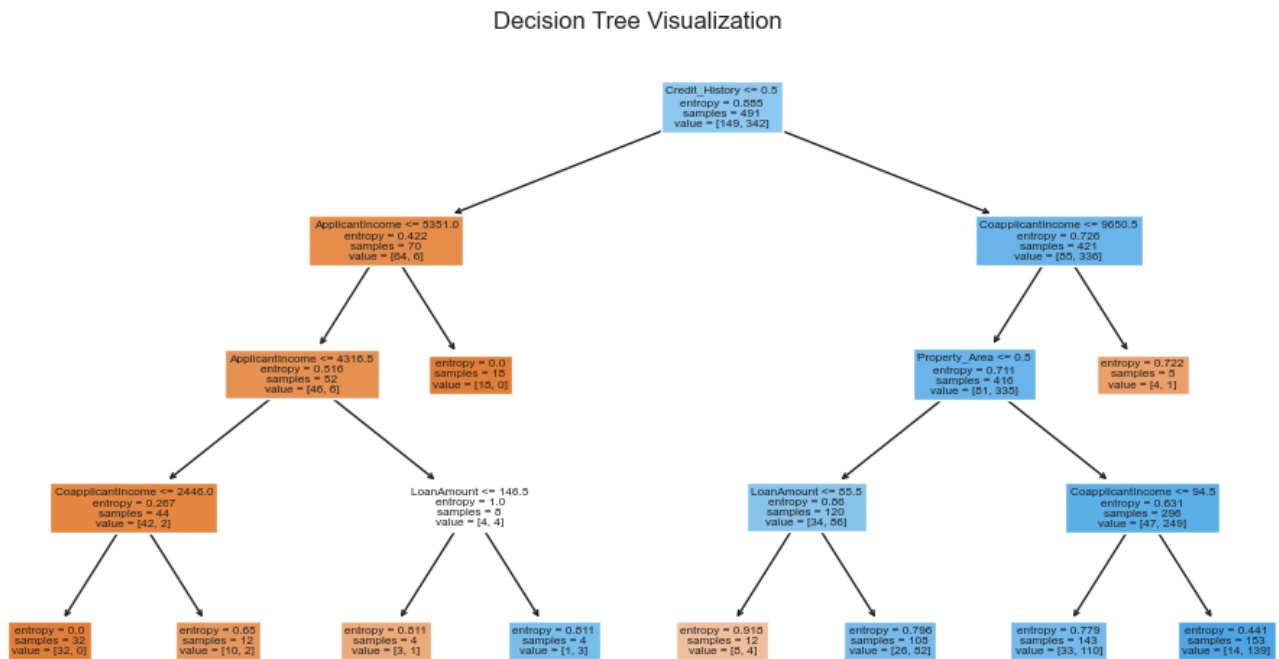 Decision Tree Visualization
Credit_History <= 0.5
entropy = 0.885
samples = 491
value = [149, 342]
ApplicantIncome <= 5351.0
entropy = 0.422
samples = 70
value = [64, 6]
CoapplicantIncome <= 9650.5
entropy = 0.726
samples = 421
value = [85, 336]
ApplicantIncome <= 4316.5
entropy = 0.516
samples = 52
value = [46, 6]
entropy = 0.0
samples = 18
value = [18, 0]
Property_Area <= 0.5
entropy = 0.711
samples = 416
value = [81, 335]
entropy = 0.722
samples = 5
value = [4, 1]
CoapplicantIncome <= 2446.0
entropy = 0.267
samples = 44
value = [42, 2]
LoanAmount <= 146.5
entropy = 1.0
samples = 8
value = [4, 4]
LoanAmount <= 85.5
entropy = 0.86
samples = 120
value = [34, 86]
CoapplicantIncome <= 94.5
entropy = 0.631
samples = 296
value = [47, 249]
entropy = 0.0
samples = 32
value = [32, 0]
entropy = 0.65
samples = 12
value = [10, 2]
entropy = 0.811
samples = 4
value = [3, 1]
entropy = 0.811
samples = 4
value = [1, 3]
entropy = 0.918
samples = 12
value = [8, 4]
entropy = 0.796
samples = 108
value = [26, 82]
entropy = 0.779
samples = 143
value = [33, 110]
entropy = 0.441
samples = 153
value = [14, 139]